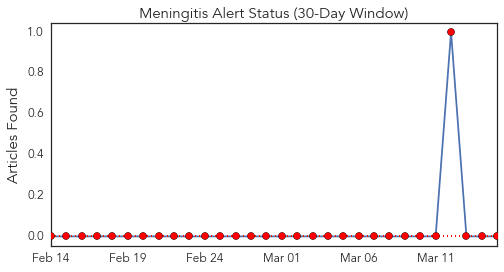 Meningitis Alert Status (30-Day Window)
Articles Found
1.0
0.8
0.6
0.4
0.2
0.0
Feb 14 Feb 19 Feb 24 Mar 01 Mar 06 Mar 11